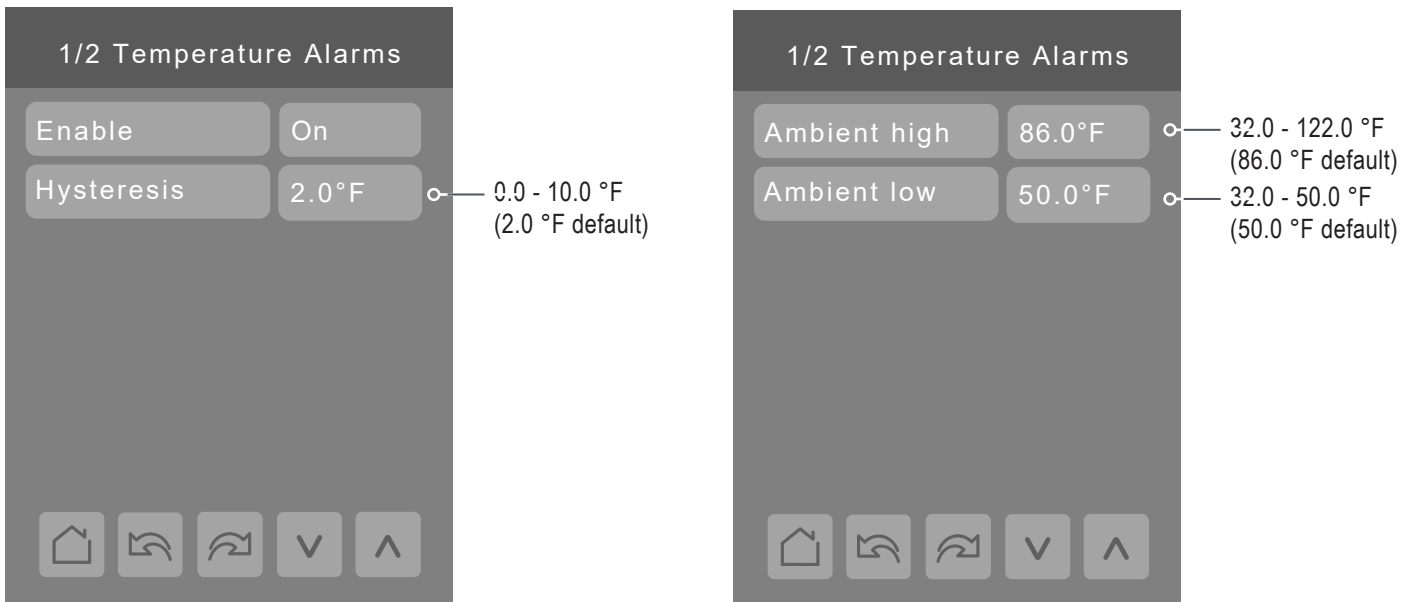 1/2 Temperature Alarms
Enable On
Hysteresis 2.0°F
0.0 - 10.0 °F
(2.0 °F default)
1/2 Temperature Alarms
Ambient high 86.0°F
32.0 - 122.0 °F
(86.0 °F default)
Ambient low 50.0°F
32.0 - 50.0 °F
(50.0 °F default)